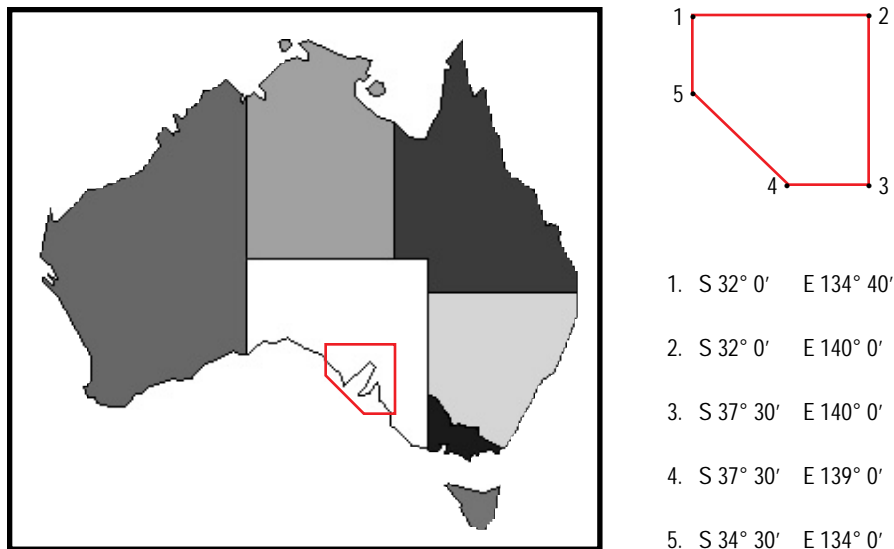 1
2
5
4
3
1. S 32° 0′ E 134° 40′
2. S 32° 0′ E 140° 0′
3. S 37° 30′ E 140° 0′
4. S 37° 30′ E 139° 0′
5. S 34° 30′ E 134° 0′